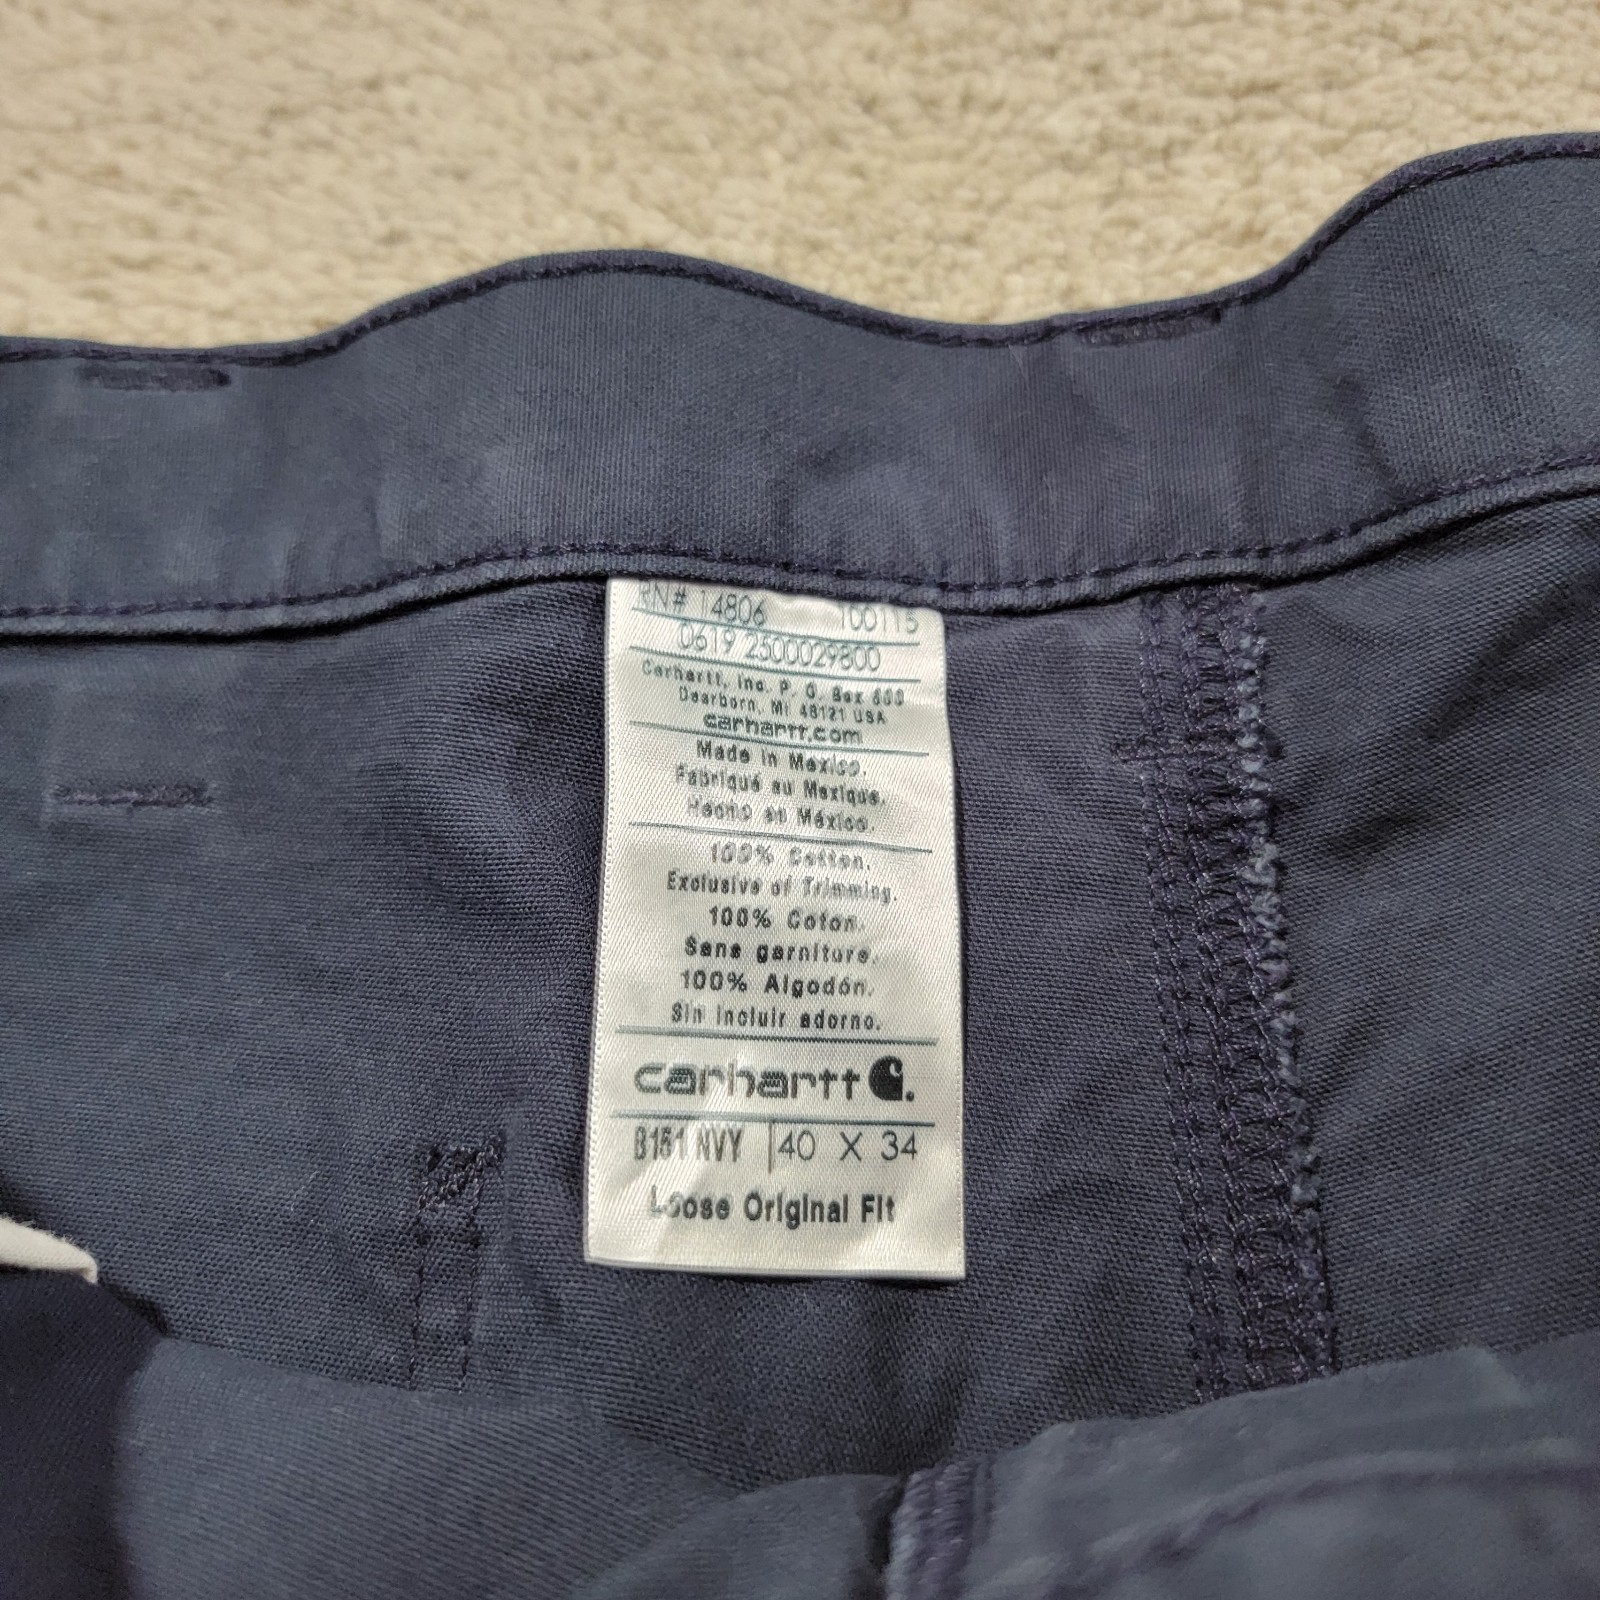 RN# 14806 100115
0619 2500029800
Carhartt, Inc. P. O. Box 600
Dearborn, MI 48121 USA
carhartt.com
Made in Mexico.
Fabriqué au Mexique.
Hecho en México.
100% Cotton.
Exclusive of Trimming.
100% Coton.
Sans garniture.
100% Algodón.
Sin incluir adorno.
carhartt
B151 NVY 40 X 34
Loose Original Fit